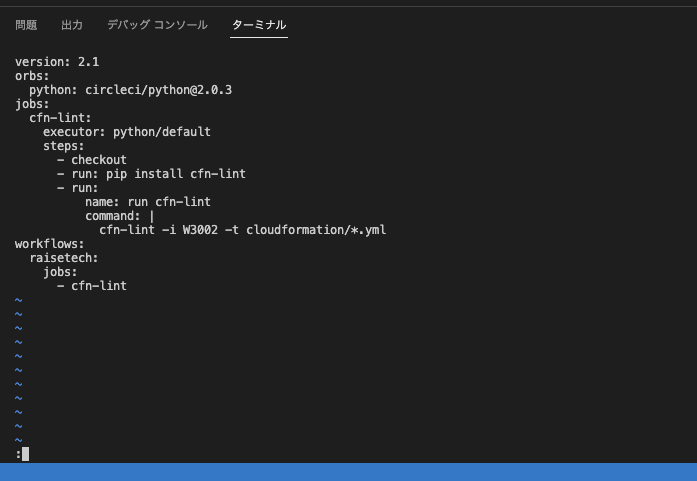 問題 出力 デバッグ コンソール ターミナル
version: 2.1
orbs:
  python: circleci/python@2.0.3
jobs:
  cfn-lint:
    executor: python/default
    steps:
      - checkout
      - run: pip install cfn-lint
      - run:
          name: run cfn-lint
          command: |
            cfn-lint -i W3002 -t cloudformation/*.yml
workflows:
  raisetech:
    jobs:
      - cfn-lint
~
~
~
~
~
~
~
~
~
~
~
: